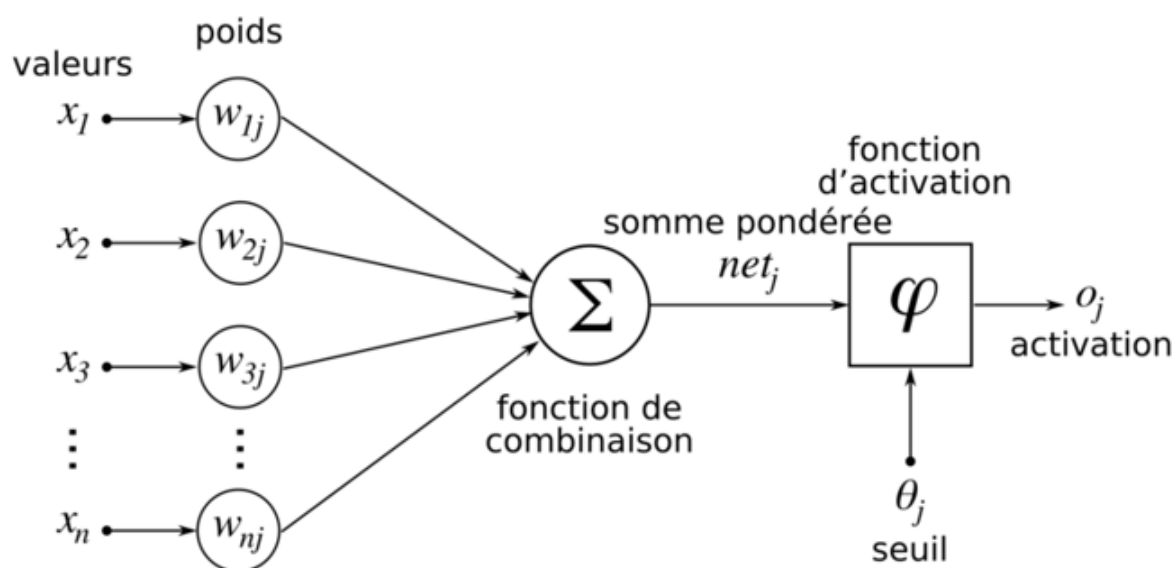 poids
valeurs
x₁
w₁ⱼ
x₂
w₂ⱼ
x₃
w₃ⱼ
⋮
⋮
xₙ
wₙⱼ
Σ
fonction de
combinaison
somme pondérée
netⱼ
fonction
d'activation
φ
oⱼ
activation
θⱼ
seuil